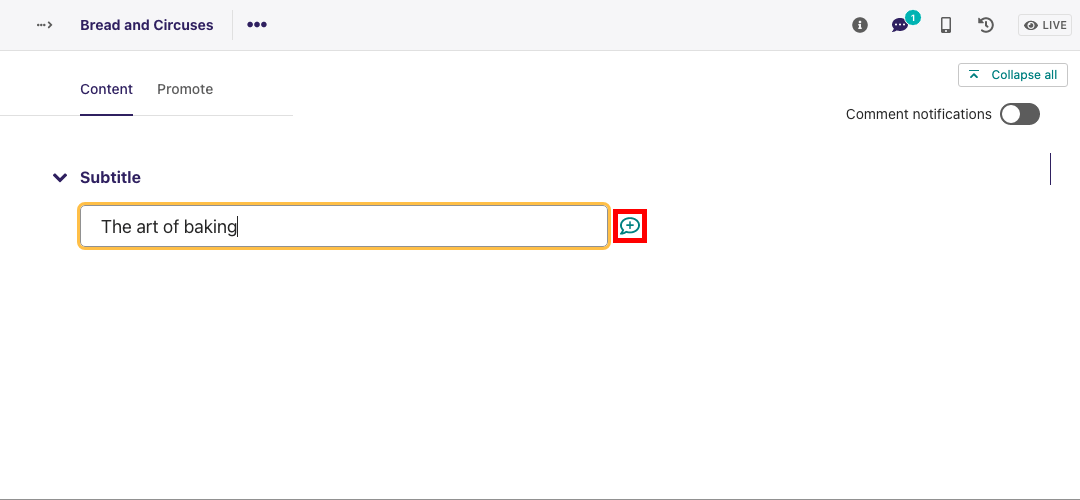 Bread and Circuses
1
LIVE
Collapse all
Content Promote
Comment notifications
Subtitle
The art of baking